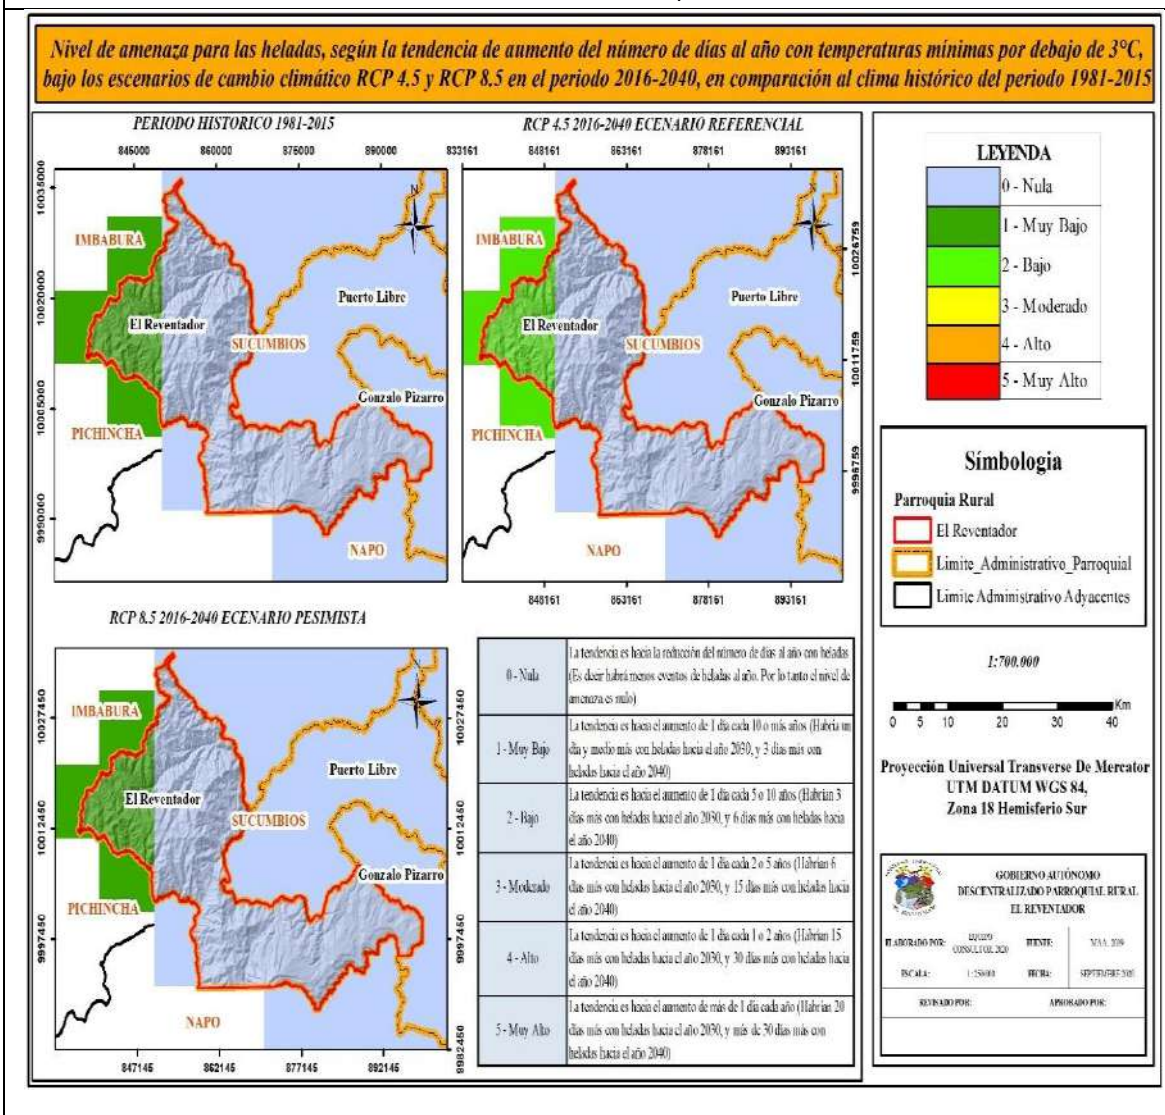 Nivel de amenaza para las heladas, según la tendencia de aumento del número de días al año con temperaturas mínimas por debajo de 3°C,
bajo los escenarios de cambio climático RCP 4.5 y RCP 8.5 en el periodo 2016-2040, en comparación al clima histórico del periodo 1981-2015
PERIODO HISTORICO 1981-2015
845000 860000 875000 890000
10035000
10020000
10005000
9990000
N
IMBABURA
Puerto Libre
El Reventador
SUCUMBIOS
Gonzalo Pizarro
PICHINCHA
NAPO
RCP 4.5 2016-2040 ECENARIO REFERENCIAL
833161 848161 863161 878161 893161
N
IMBABURA
Puerto Libre
El Reventador
SUCUMBIOS
Gonzalo Pizarro
PICHINCHA
NAPO
10026759
10011759
9996759
848161 863161 878161 893161
RCP 8.5 2016-2040 ECENARIO PESIMISTA
10027450
10012450
9997450
IMBABURA
Puerto Libre
El Reventador
SUCUMBIOS
Gonzalo Pizarro
PICHINCHA
NAPO
10027450
10012450
9997450
9982450
847145 862145 877145 892145
0 - Nula
La tendencia es hacia la reducción del número de días al año con heladas
(Es decir habrá menos eventos de heladas al año. Por lo tanto el nivel de
amenaza es nulo)
1 - Muy Bajo
La tendencia es hacia el aumento de 1 día cada 10 o más años (Habría un
día y medio más con heladas hacia el año 2030, y 3 días más con
heladas hacia el año 2040)
2 - Bajo
La tendencia es hacia el aumento de 1 día cada 5 o 10 años (Habrían 3
días más con heladas hacia el año 2030, y 6 días más con heladas hacia
el año 2040)
3 - Moderado
La tendencia es hacia el aumento de 1 día cada 2 o 5 años (Habrían 6
días más con heladas hacia el año 2030, y 15 días más con heladas hacia
el año 2040)
4 - Alto
La tendencia es hacia el aumento de 1 día cada 1 o 2 años (Habrían 15
días más con heladas hacia el año 2030, y 30 días más con heladas hacia
el año 2040)
5 - Muy Alto
La tendencia es hacia el aumento de más de 1 día cada año (Habrían 20
días más con heladas hacia el año 2030, y más de 30 días más con
heladas hacia el año 2040)
LEYENDA
0 - Nula
1 - Muy Bajo
2 - Bajo
3 - Moderado
4 - Alto
5 - Muy Alto
Símbologia
Parroquia Rural
El Reventador
Limite_Administrativo_Parroquial
Limite Administrativo Adyacentes
1:700.000
Km
0 5 10 20 30 40
Proyección Universal Transverse De Mercator
UTM DATUM WGS 84,
Zona 18 Hemisferio Sur
GOBIERNO AUTÓNOMO
DESCENTRALIZADO PARROQUIAL RURAL
EL REVENTADOR
ELABORADO POR: EQUIPO CONSULTOR 2020 FUENTE: MAA, 2019
ESCALA: 1:250000 FECHA: SEPTIEMBRE 2020
REVISADO POR: APROBADO POR: